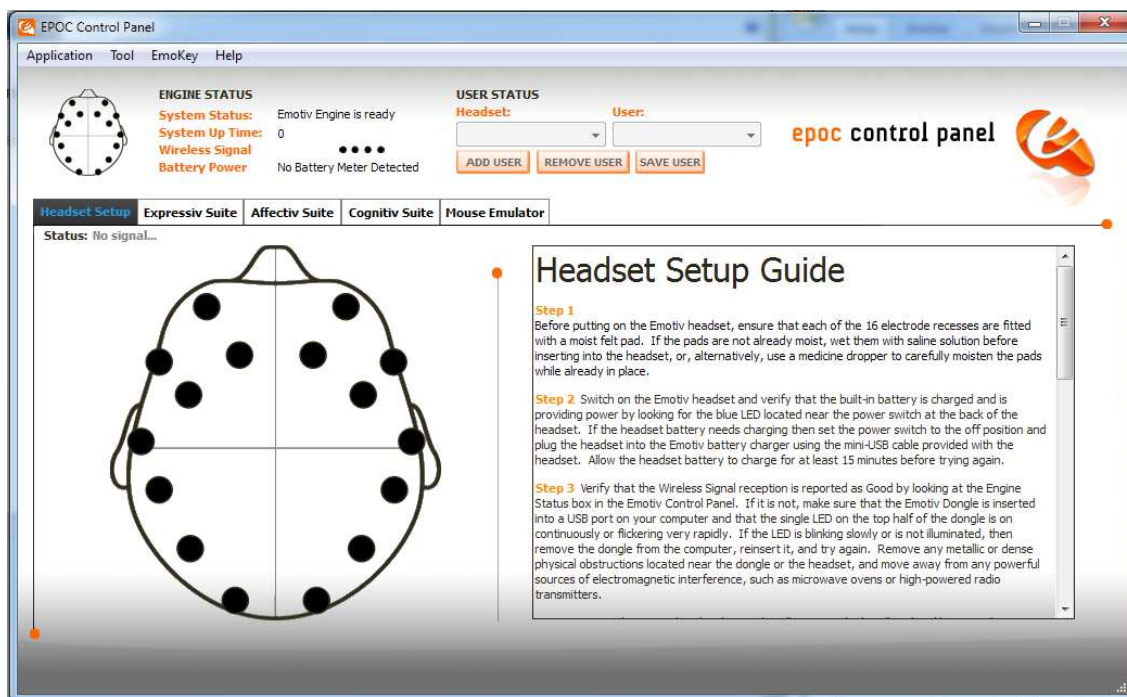 EPOC Control Panel
Application Tool EmoKey Help
ENGINE STATUS
System Status: Emotiv Engine is ready
System Up Time: 0
Wireless Signal
Battery Power No Battery Meter Detected
USER STATUS
Headset: User:
ADD USER REMOVE USER SAVE USER
epoc control panel
Headset Setup Expressiv Suite Affectiv Suite Cognitiv Suite Mouse Emulator
Status: No signal...
Headset Setup Guide
Step 1
Before putting on the Emotiv headset, ensure that each of the 16 electrode recesses are fitted
with a moist felt pad. If the pads are not already moist, wet them with saline solution before
inserting into the headset, or, alternatively, use a medicine dropper to carefully moisten the pads
while already in place.
Step 2 Switch on the Emotiv headset and verify that the built-in battery is charged and is
providing power by looking for the blue LED located near the power switch at the back of the
headset. If the headset battery needs charging then set the power switch to the off position and
plug the headset into the Emotiv battery charger using the mini-USB cable provided with the
headset. Allow the headset battery to charge for at least 15 minutes before trying again.
Step 3 Verify that the Wireless Signal reception is reported as Good by looking at the Engine
Status box in the Emotiv Control Panel. If it is not, make sure that the Emotiv Dongle is inserted
into a USB port on your computer and that the single LED on the top half of the dongle is on
continuously or flickering very rapidly. If the LED is blinking slowly or is not illuminated, then
remove the dongle from the computer, reinsert it, and try again. Remove any metallic or dense
physical obstructions located near the dongle or the headset, and move away from any powerful
sources of electromagnetic interference, such as microwave ovens or high-powered radio
transmitters.